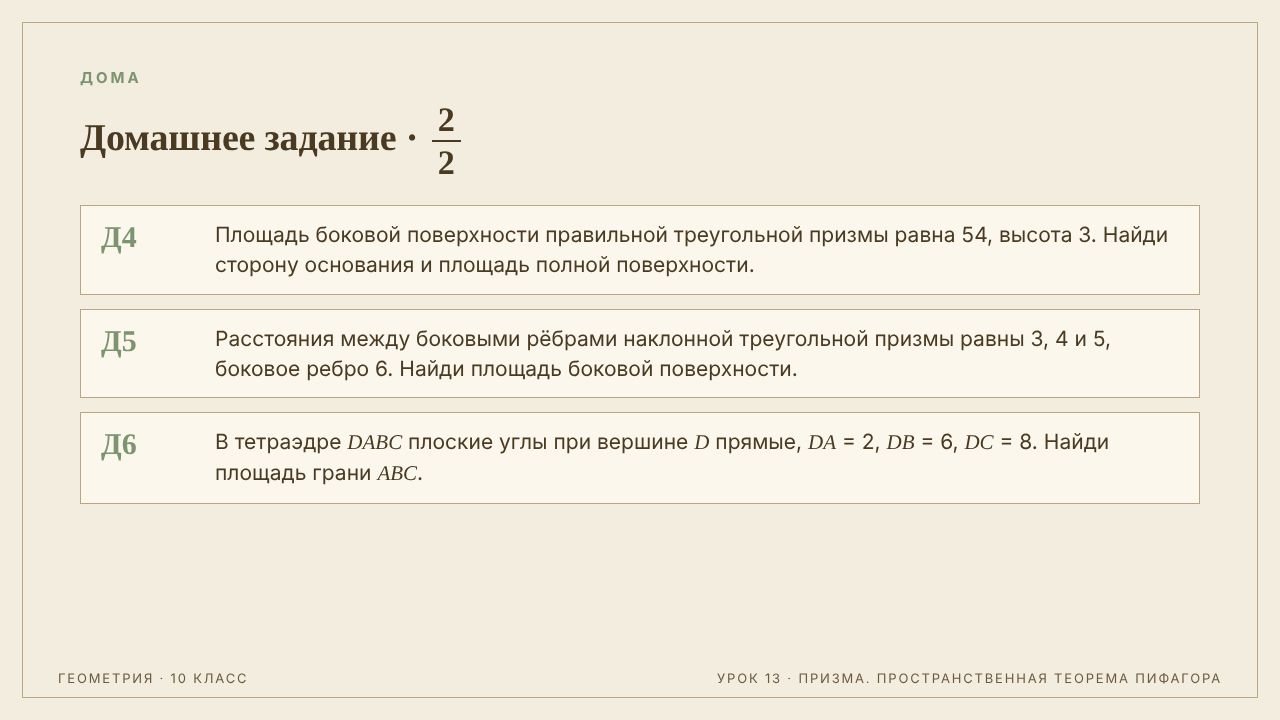 ДОМА
Домашнее задание · 2/2
Д4
Площадь боковой поверхности правильной треугольной призмы равна 54, высота 3. Найди
сторону основания и площадь полной поверхности.
Д5
Расстояния между боковыми рёбрами наклонной треугольной призмы равны 3, 4 и 5,
боковое ребро 6. Найди площадь боковой поверхности.
Д6
В тетраэдре DABC плоские углы при вершине D прямые, DA = 2, DB = 6, DC = 8. Найди
площадь грани ABC.
ГЕОМЕТРИЯ · 10 КЛАСС
УРОК 13 · ПРИЗМА. ПРОСТРАНСТВЕННАЯ ТЕОРЕМА ПИФАГОРА